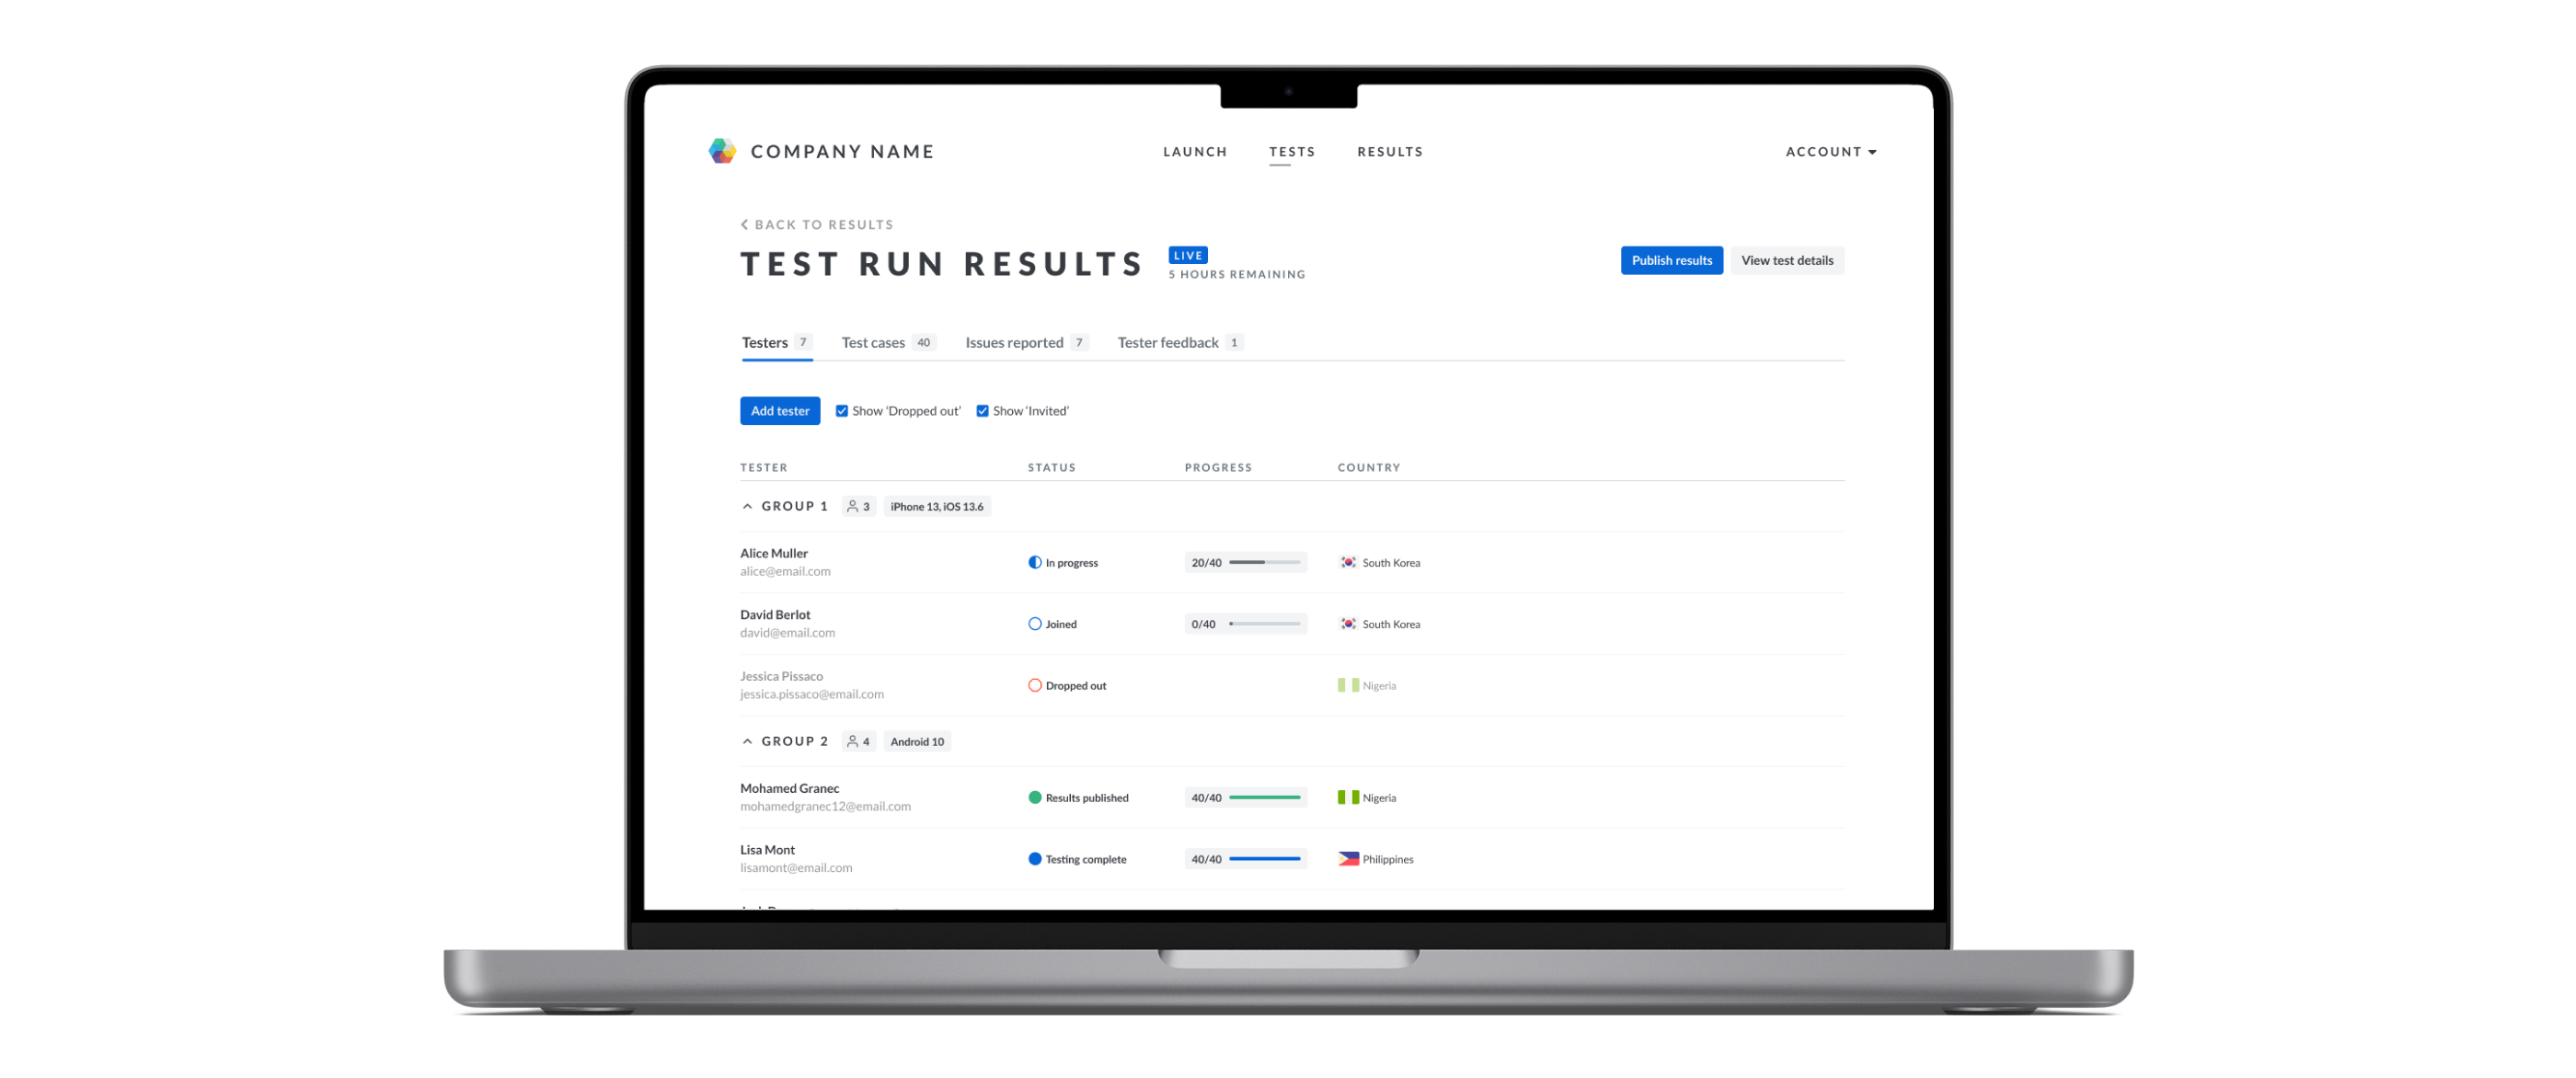 COMPANY NAME
LAUNCH TESTS RESULTS
ACCOUNT
BACK TO RESULTS
TEST RUN RESULTS
LIVE
5 HOURS REMAINING
Publish results
View test details
Testers 7 Test cases 40 Issues reported 7 Tester feedback 1
Add tester Show ‘Dropped out’ Show ‘Invited’
TESTER STATUS PROGRESS COUNTRY
GROUP 1 3 iPhone 13, iOS 13.6
Alice Muller
alice@email.com
In progress 20/40 South Korea
David Berlot
david@email.com
Joined 0/40 South Korea
Jessica Pissaco
jessica.pissaco@email.com
Dropped out Nigeria
GROUP 2 4 Android 10
Mohamed Granec
mohamedgranec12@email.com
Results published 40/40 Nigeria
Lisa Mont
lisamont@email.com
Testing complete 40/40 Philippines